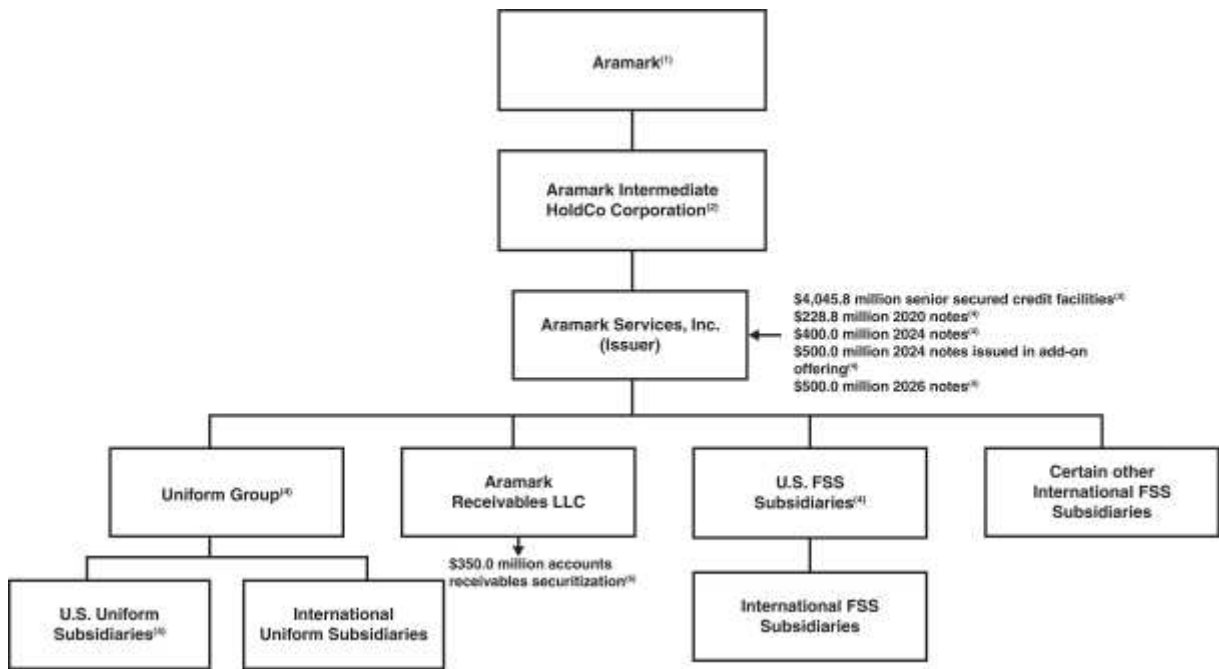 Aramark(1)
Aramark Intermediate
HoldCo Corporation(2)
Aramark Services, Inc.
(Issuer)
$4,045.8 million senior secured credit facilities(3)
$228.8 million 2020 notes(4)
$400.0 million 2024 notes(4)
$500.0 million 2024 notes issued in add-on
offering(4)
$500.0 million 2026 notes(4)
Uniform Group(4)
Aramark
Receivables LLC
U.S. FSS
Subsidiaries(4)
Certain other
International FSS
Subsidiaries
$350.0 million accounts
receivables securitization(5)
U.S. Uniform
Subsidiaries(4)
International
Uniform Subsidiaries
International FSS
Subsidiaries